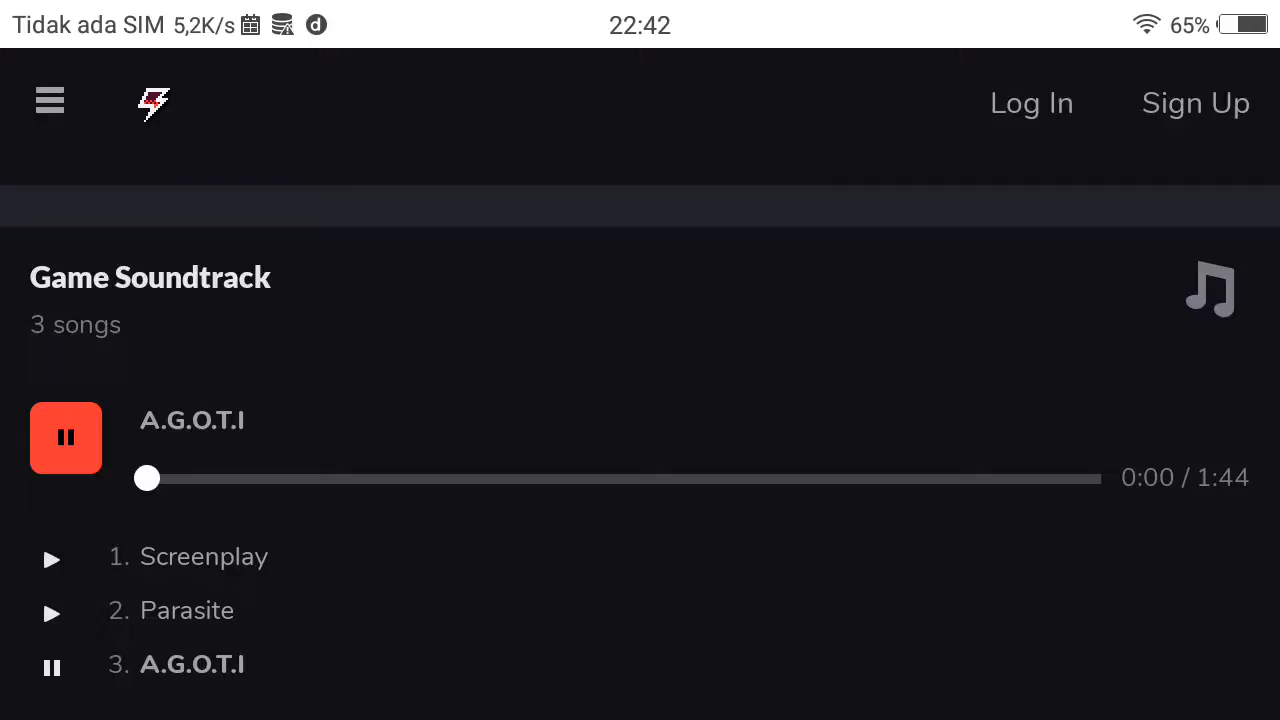 Tidak ada SIM 5,2K/s d 22:42 65%
Log In Sign Up
Game Soundtrack
3 songs
A.G.O.T.I
0:00 / 1:44
1. Screenplay
2. Parasite
3. A.G.O.T.I